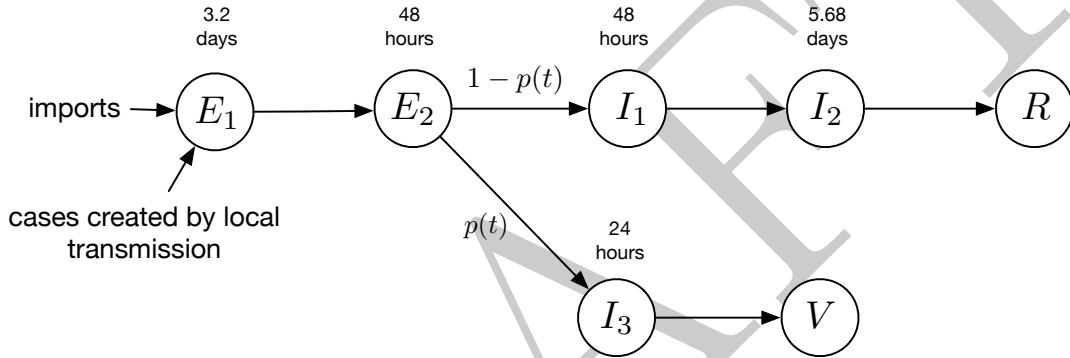 3.2
days
48
hours
48
hours
5.68
days
1 − p(t)
imports
E₁
E₂
I₁
I₂
R
cases created by local
transmission
p(t)
24
hours
I₃
V